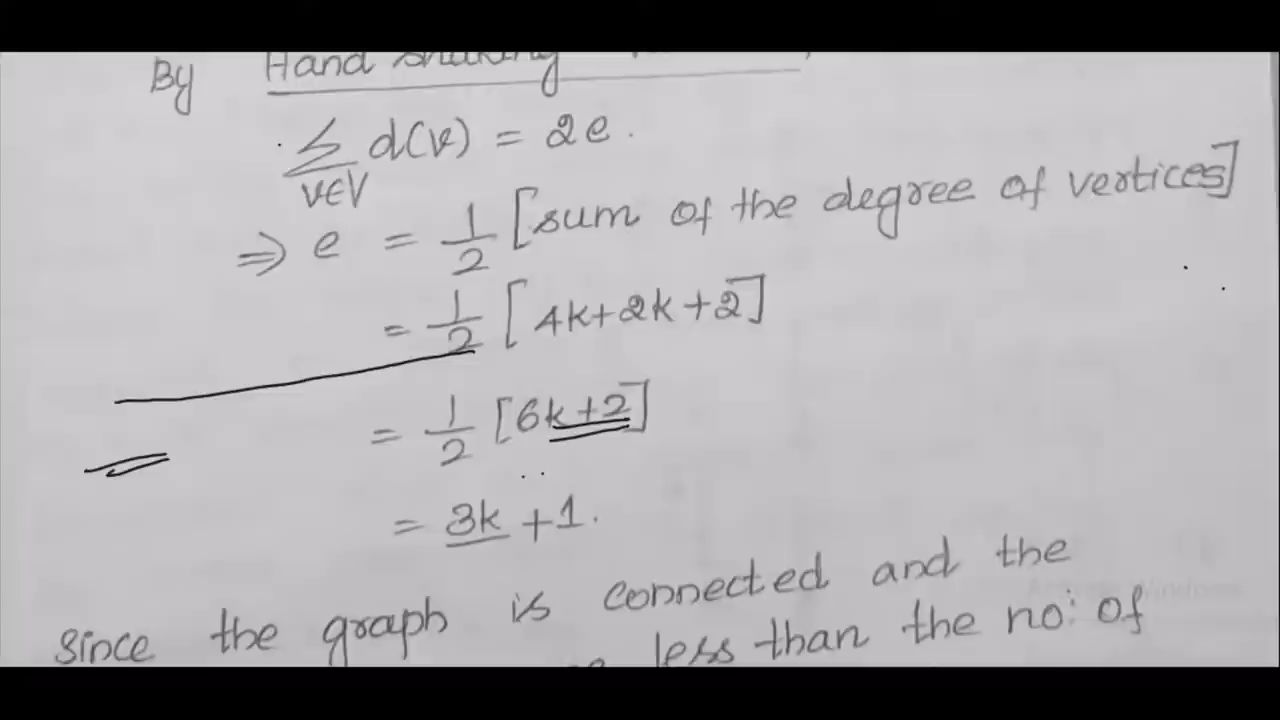 By Hand shaking
Σ d(v) = 2e.
v∈V
⇒ e = 1/2 [sum of the degree of vertices]
= 1/2 [4k+2k+2]
= 1/2 [6k+2]
= 3k+1.
since the graph is connected and the
less than the no: of